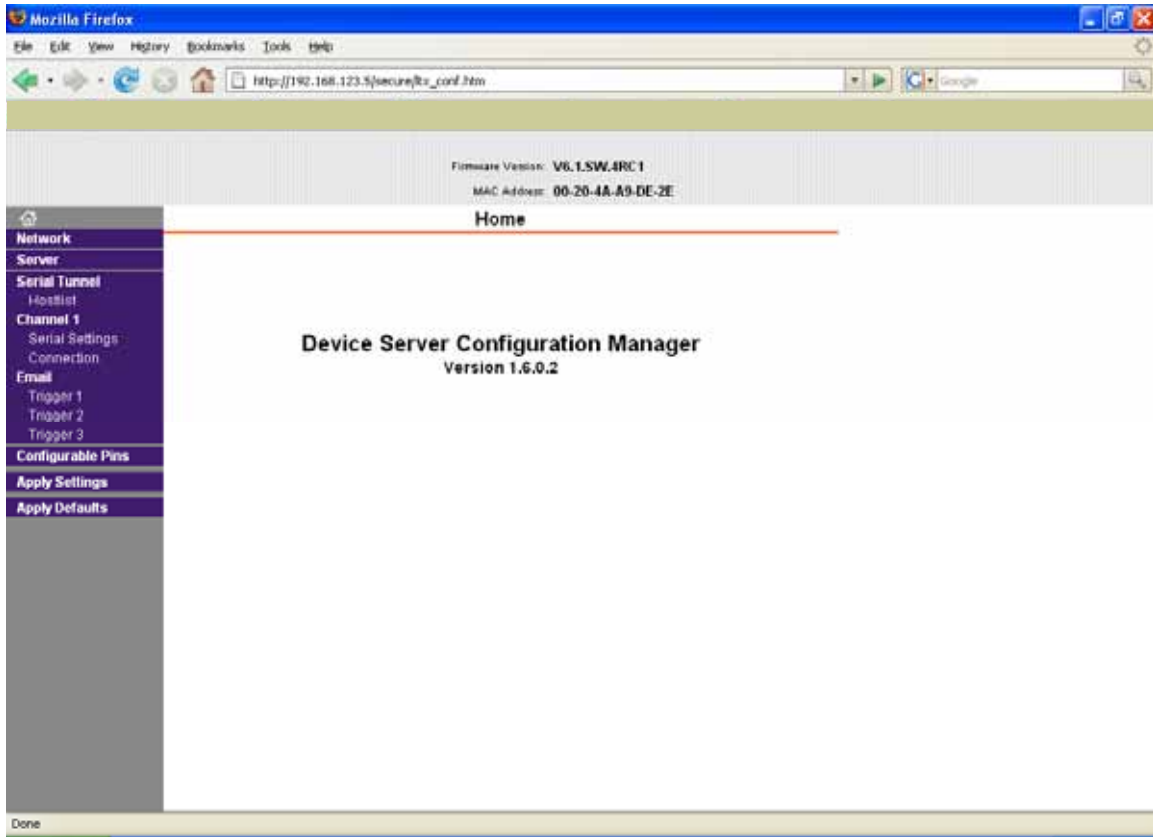 Mozilla Firefox
File Edit View History Bookmarks Tools Help
http://192.168.123.5/secure/ltx_conf.htm
Google
Firmware Version: V6.1.SW.4RC1
MAC Address: 00-20-4A-A9-DE-2E
Home
Network
Server
Serial Tunnel
Hostlist
Channel 1
Serial Settings
Connection
Email
Trigger 1
Trigger 2
Trigger 3
Configurable Pins
Apply Settings
Apply Defaults
Device Server Configuration Manager
Version 1.6.0.2
Done